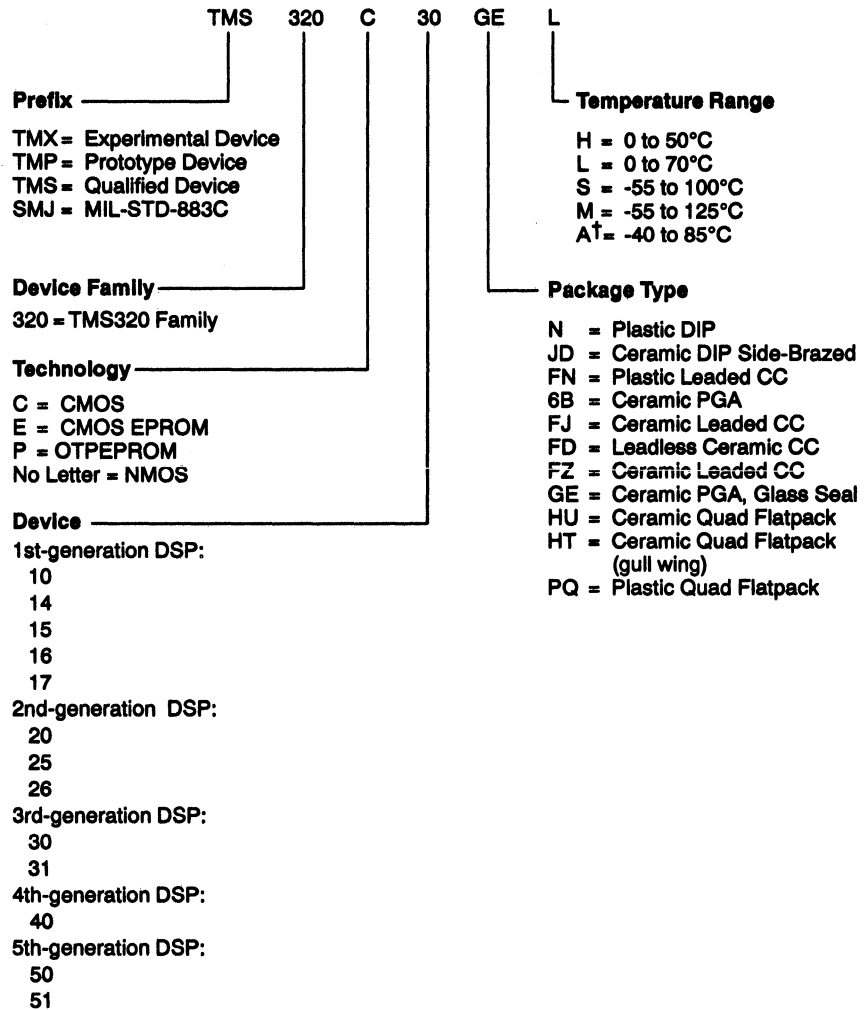 TMS 320 C 30 GE L
Prefix
TMX = Experimental Device
TMP = Prototype Device
TMS = Qualified Device
SMJ = MIL-STD-883C
Device Family
320 = TMS320 Family
Technology
C = CMOS
E = CMOS EPROM
P = OTPEPROM
No Letter = NMOS
Device
1st-generation DSP:
10
14
15
16
17
2nd-generation DSP:
20
25
26
3rd-generation DSP:
30
31
4th-generation DSP:
40
5th-generation DSP:
50
51
Temperature Range
H = 0 to 50°C
L = 0 to 70°C
S = -55 to 100°C
M = -55 to 125°C
A† = -40 to 85°C
Package Type
N = Plastic DIP
JD = Ceramic DIP Side-Brazed
FN = Plastic Leaded CC
6B = Ceramic PGA
FJ = Ceramic Leaded CC
FD = Leadless Ceramic CC
FZ = Ceramic Leaded CC
GE = Ceramic PGA, Glass Seal
HU = Ceramic Quad Flatpack
HT = Ceramic Quad Flatpack
(gull wing)
PQ = Plastic Quad Flatpack